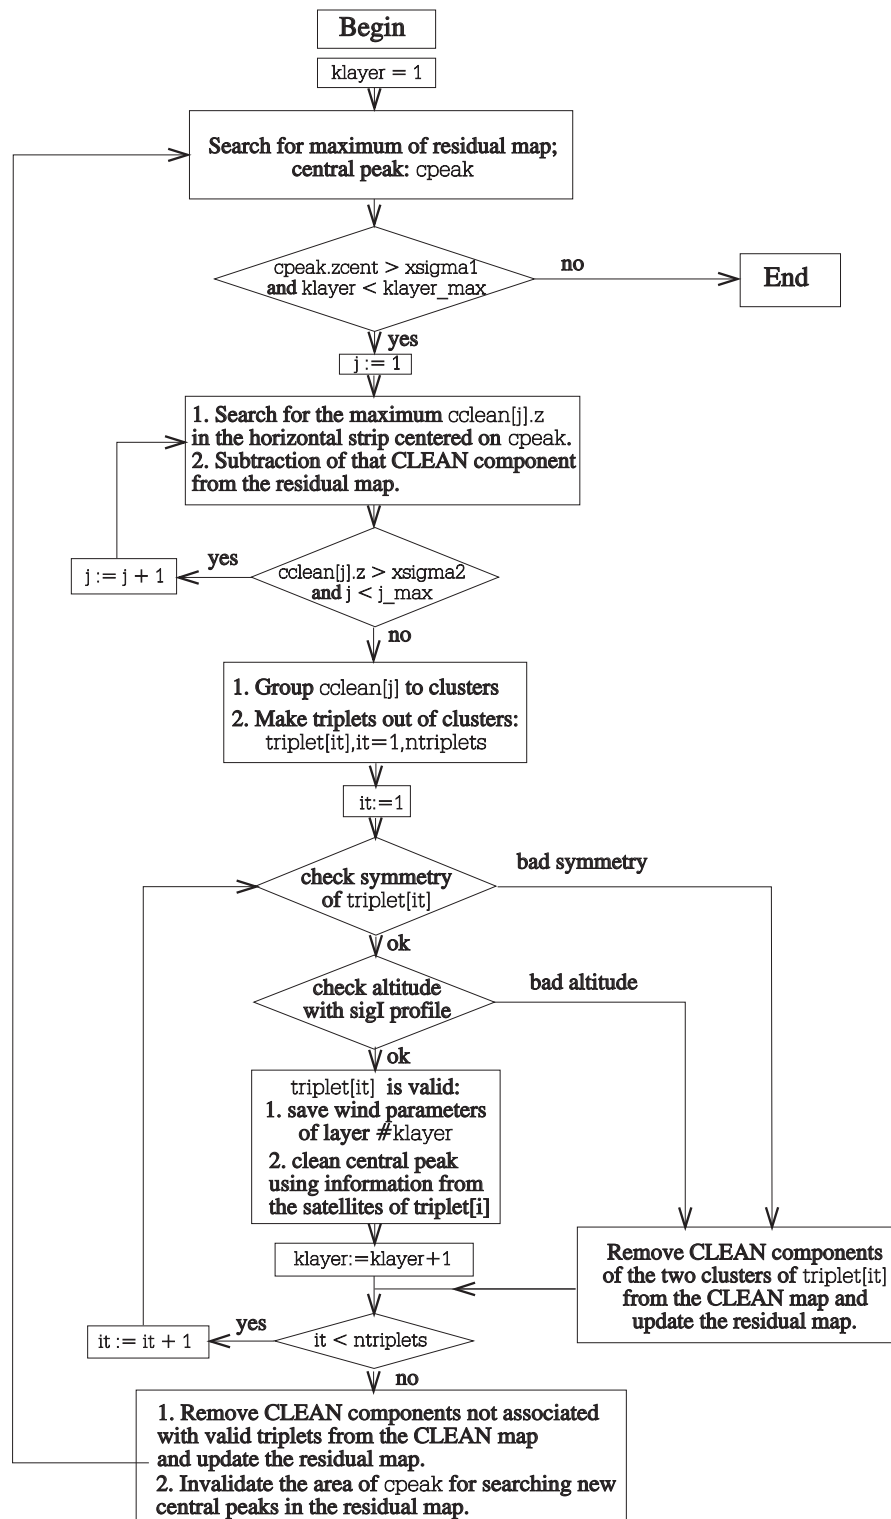 Begin
klayer = 1
Search for maximum of residual map;
central peak: cpeak
cpeak.zcent > xsigma1
and klayer < klayer_max
no
End
yes
j := 1
1. Search for the maximum cclean[j].z
in the horizontal strip centered on cpeak.
2. Subtraction of that CLEAN component
from the residual map.
yes
j := j + 1
cclean[j].z > xsigma2
and j < j_max
no
1. Group cclean[j] to clusters
2. Make triplets out of clusters:
triplet[it],it=1,ntriplets
it:=1
bad symmetry
check symmetry
of triplet[it]
ok
check altitude
with sigI profile
bad altitude
ok
triplet[it] is valid:
1. save wind parameters
of layer #klayer
2. clean central peak
using information from
the satellites of triplet[i]
klayer:=klayer+1
Remove CLEAN components
of the two clusters of triplet[it]
from the CLEAN map and
update the residual map.
yes
it := it + 1
it < ntriplets
no
1. Remove CLEAN components not associated
with valid triplets from the CLEAN map
and update the residual map.
2. Invalidate the area of cpeak for searching new
central peaks in the residual map.